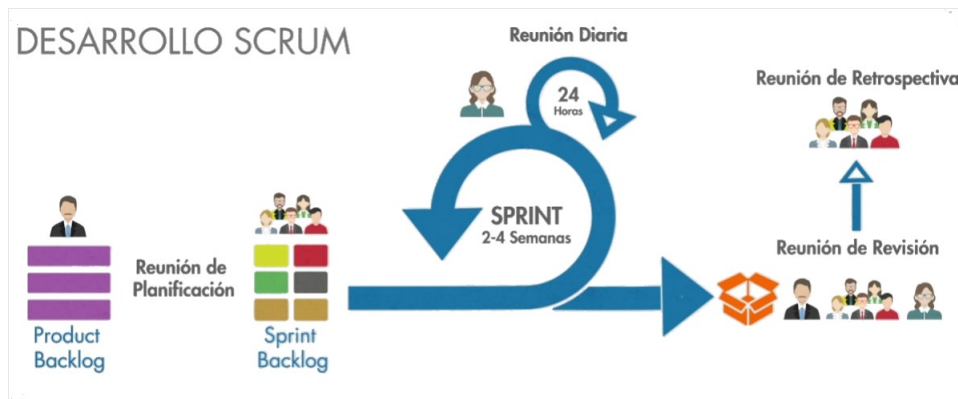 DESARROLLO SCRUM
Reunión Diaria
24
Horas
SPRINT
2-4 Semanas
Reunión de
Planificación
Product
Backlog
Sprint
Backlog
Reunión de Retrospectiva
Reunión de Revisión